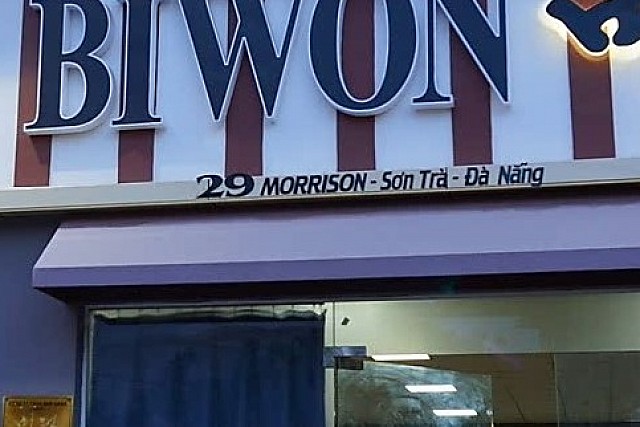 BIWON
29 MORRISON - Sơn Trà - Đà Nẵng